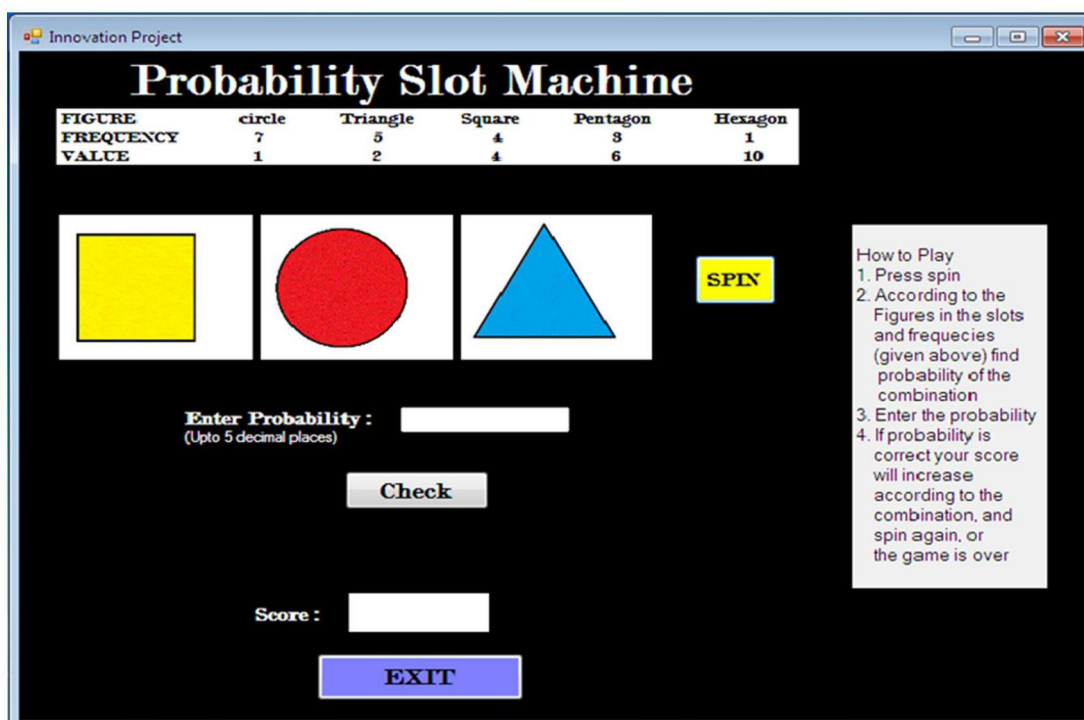 Innovation Project
Probability Slot Machine
FIGURE circle Triangle Square Pentagon Hexagon
FREQUENCY 7 5 4 3 1
VALUE 1 2 4 6 10
SPIN
How to Play
1. Press spin
2. According to the
Figures in the slots
and frequecies
(given above) find
probability of the
combination
3. Enter the probability
4. If probability is
correct your score
will increase
according to the
combination, and
spin again, or
the game is over
Enter Probability :
(Upto 5 decimal places)
Check
Score :
EXIT